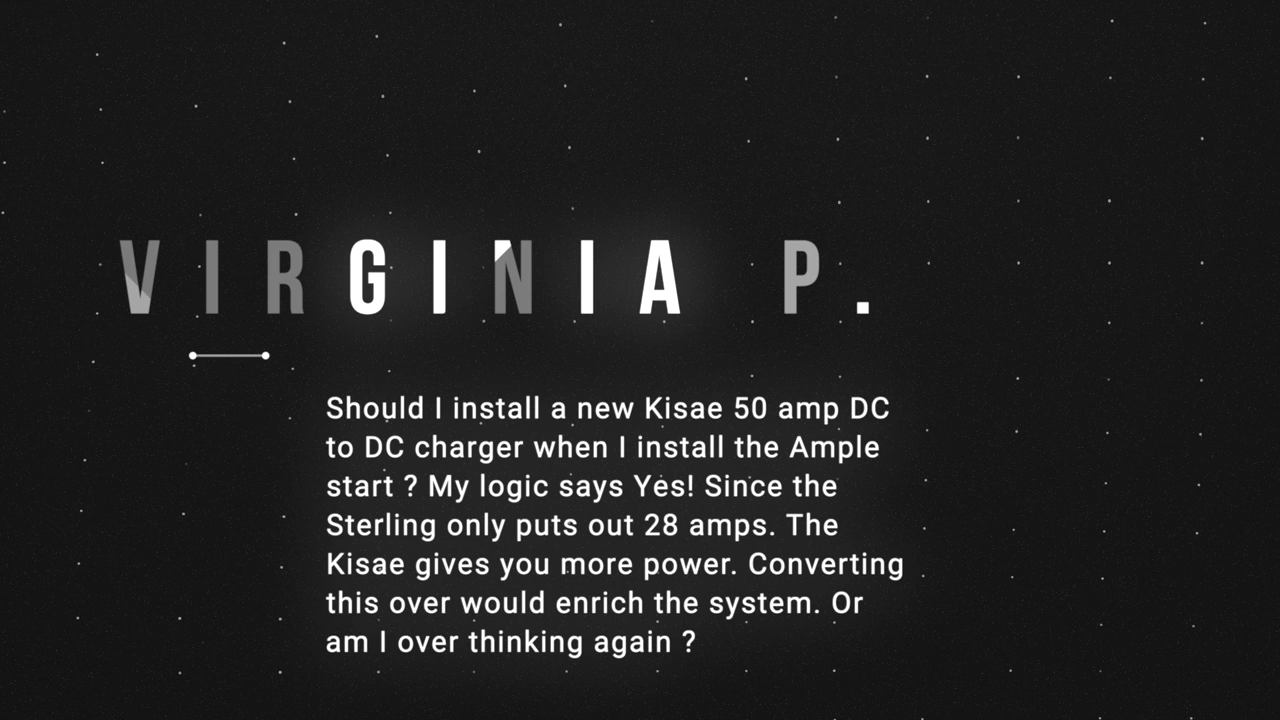 VIRGINIA P.
Should I install a new Kisae 50 amp DC
to DC charger when I install the Ample
start ? My logic says Yes! Since the
Sterling only puts out 28 amps. The
Kisae gives you more power. Converting
this over would enrich the system. Or
am I over thinking again ?